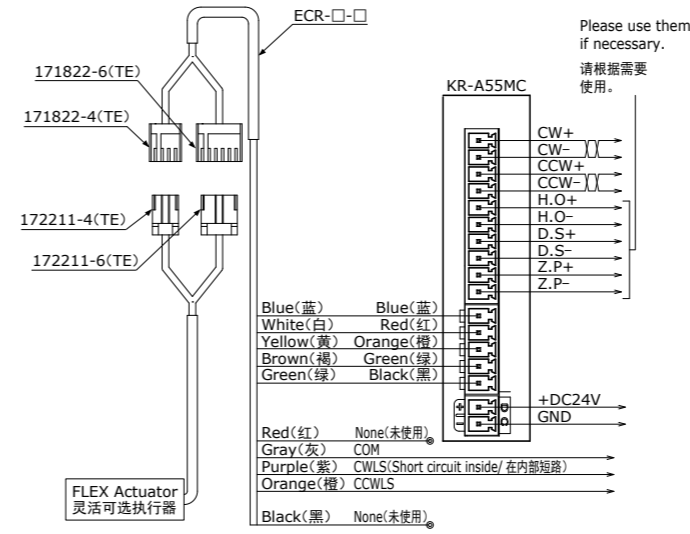 ECR-□-□
Please use them
if necessary.
请根据需要
使用。
171822-6(TE)
171822-4(TE)
KR-A55MC
CW+
CW-
CCW+
CCW-
H.O+
H.O-
D.S+
D.S-
Z.P+
Z.P-
172211-4(TE)
172211-6(TE)
Blue(蓝) Blue(蓝)
White(白) Red(红)
Yellow(黄) Orange(橙)
Brown(褐) Green(绿)
Green(绿) Black(黑)
+DC24V
GND
Red(红) None(未使用)
Gray(灰) COM
Purple(紫) CWLS(Short circuit inside/ 在内部短路)
Orange(橙) CCWLS
Black(黑) None(未使用)
FLEX Actuator
灵活可选执行器